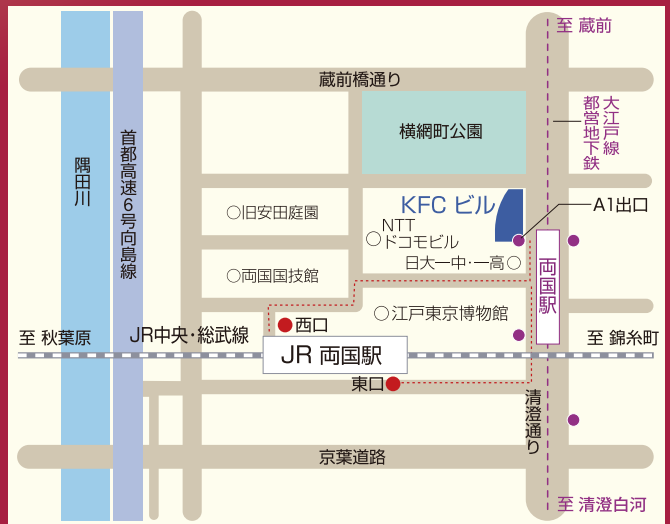 至 蔵前
蔵前橋通り
大江戸線
都営地下鉄
横網町公園
首都高速6号向島線
隅田川
KFC ビル
A1出口
○旧安田庭園
NTT
○ドコモビル
日大一中・一高○
○両国国技館
両国駅
○江戸東京博物館
西口
至 秋葉原
JR中央・総武線
至 錦糸町
JR 両国駅
東口
清澄通り
京葉道路
至 清澄白河